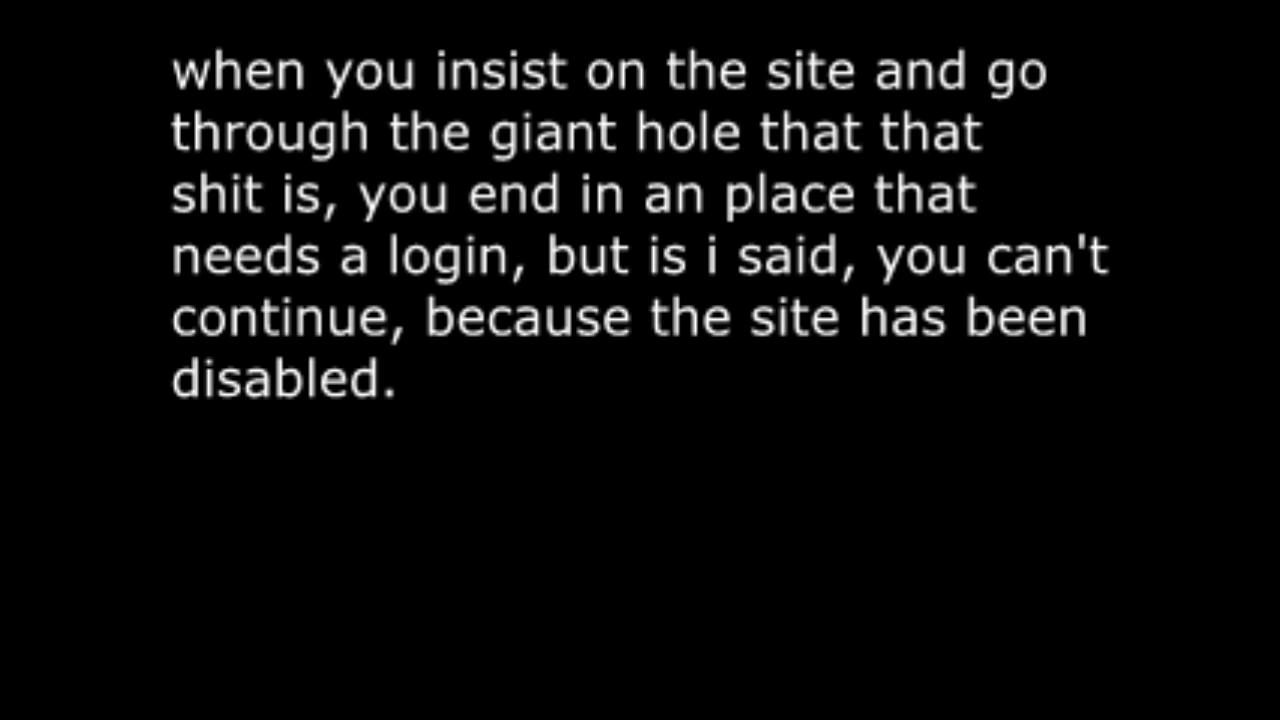 when you insist on the site and go
through the giant hole that that
shit is, you end in an place that
needs a login, but is i said, you can't
continue, because the site has been
disabled.